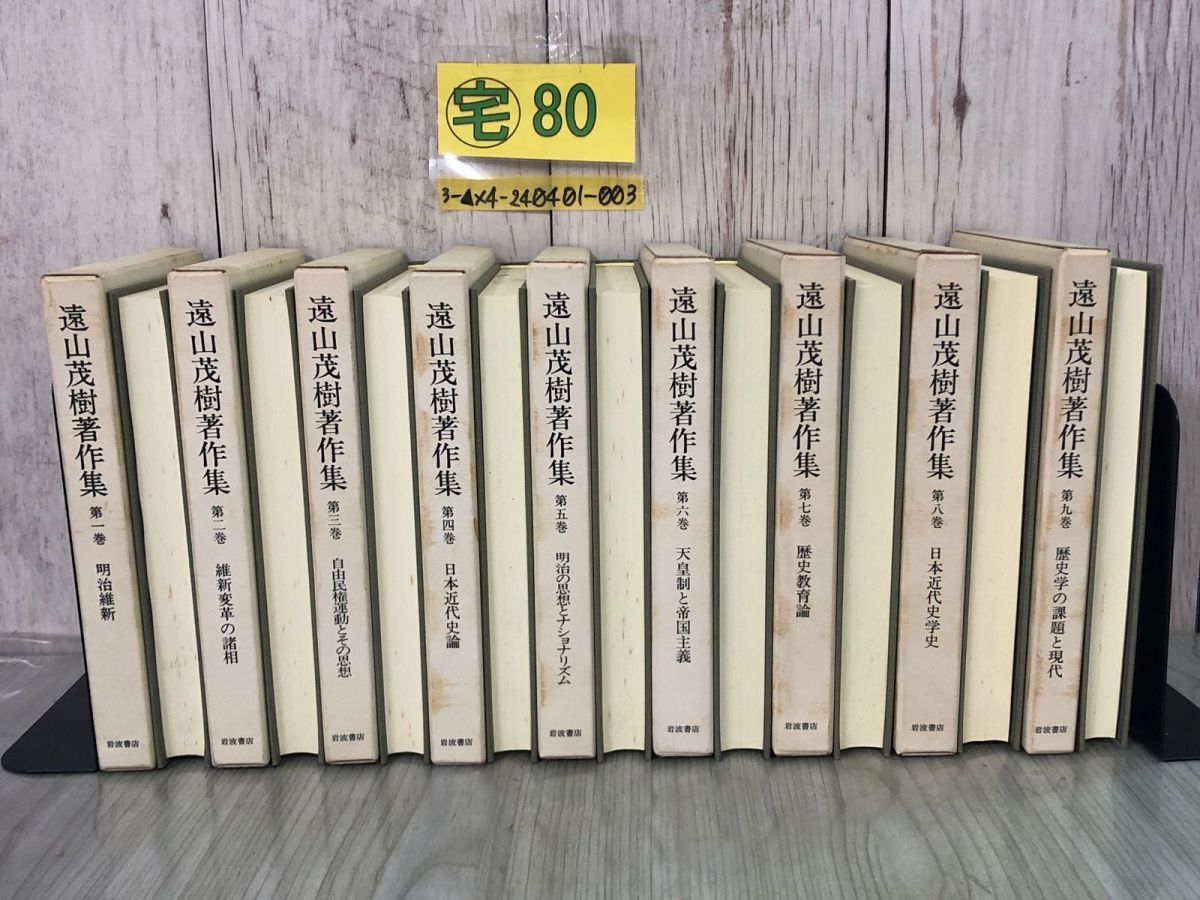 宅80
3-▲×4-240401-003
遠山茂樹著作集 第一巻 明治維新 岩波書店
遠山茂樹著作集 第二巻 維新変革の諸相 岩波書店
遠山茂樹著作集 第三巻 自由民権運動とその思想 岩波書店
遠山茂樹著作集 第四巻 日本近代史論 岩波書店
遠山茂樹著作集 第五巻 明治の思想とナショナリズム 岩波書店
遠山茂樹著作集 第六巻 天皇制と帝国主義 岩波書店
遠山茂樹著作集 第七巻 歴史教育論 岩波書店
遠山茂樹著作集 第八巻 日本近代史学史 岩波書店
遠山茂樹著作集 第九巻 歴史学の課題と現代 岩波書店